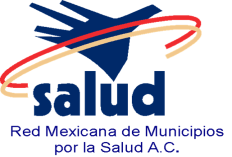 salud
Red Mexicana de Municipios
por la Salud A.C.